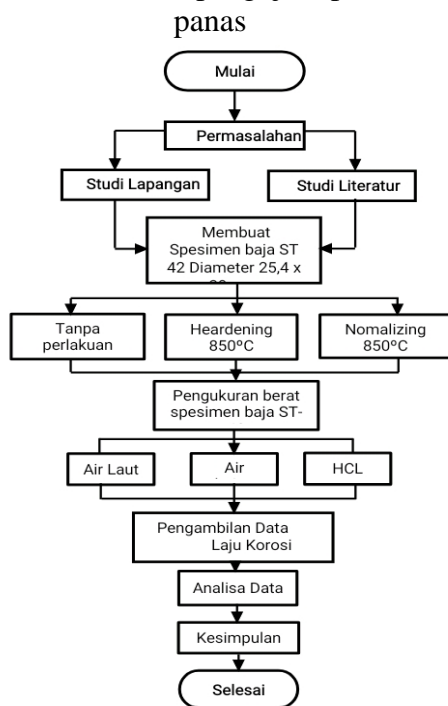 panas
Mulai
Permasalahan
Studi Lapangan
Studi Literatur
Membuat
Spesimen baja ST
42 Diameter 25,4 x
Tanpa
perlakuan
Heardening
850ºC
Nomalizing
850ºC
Pengukuran berat
spesimen baja ST-
Air Laut
Air
HCL
Pengambilan Data
Laju Korosi
Analisa Data
Kesimpulan
Selesai